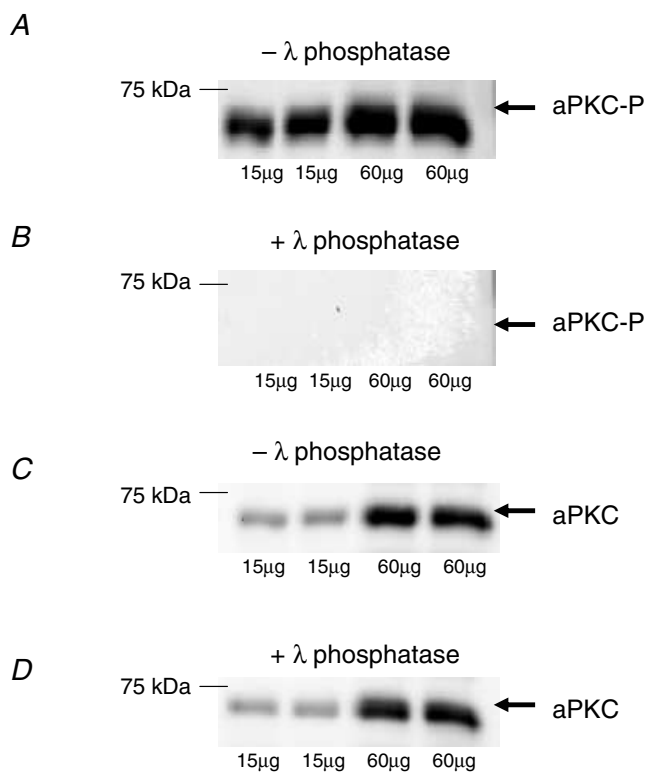 A
– λ phosphatase
75 kDa
aPKC-P
15μg 15μg 60μg 60μg
B
+ λ phosphatase
75 kDa
aPKC-P
15μg 15μg 60μg 60μg
C
– λ phosphatase
75 kDa
aPKC
15μg 15μg 60μg 60μg
D
+ λ phosphatase
75 kDa
aPKC
15μg 15μg 60μg 60μg